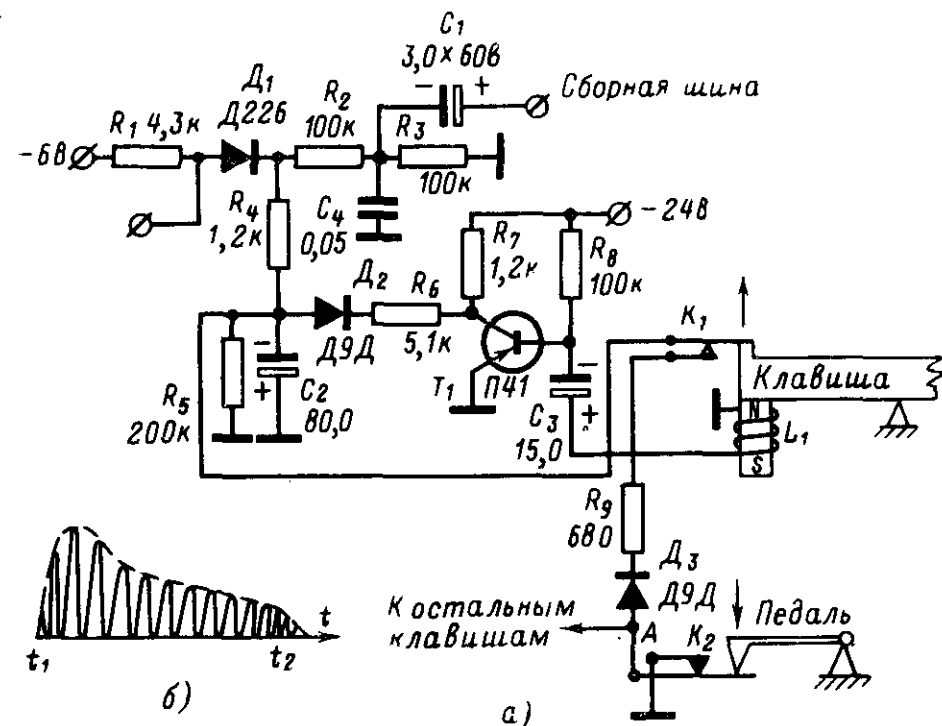 C₁
3,0×60в
Сборная шина
Д₁
Д226
R₂
100к
R₃
100к
R₁ 4,3к
-6в
R₄
1,2к
C₄
0,05
-24в
R₇
1,2к
R₈
100к
Д₂
Д9Д
R₆
5,1к
T₁
П41
K₁
Клавиша
N
S
L₁
R₅
200к
C₂
80,0
C₃
15,0
R₉
680
Д₃
Д9Д
К остальным
клавишам
A
K₂
Педаль
t₁
t₂
t
б)
а)